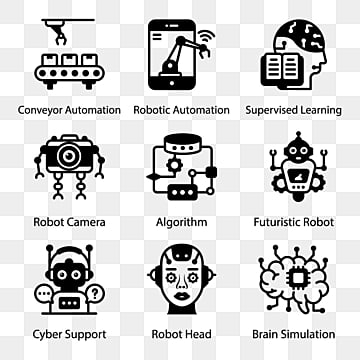 Conveyor Automation
Robotic Automation
Supervised Learning
Robot Camera
Algorithm
Futuristic Robot
Cyber Support
Robot Head
Brain Simulation